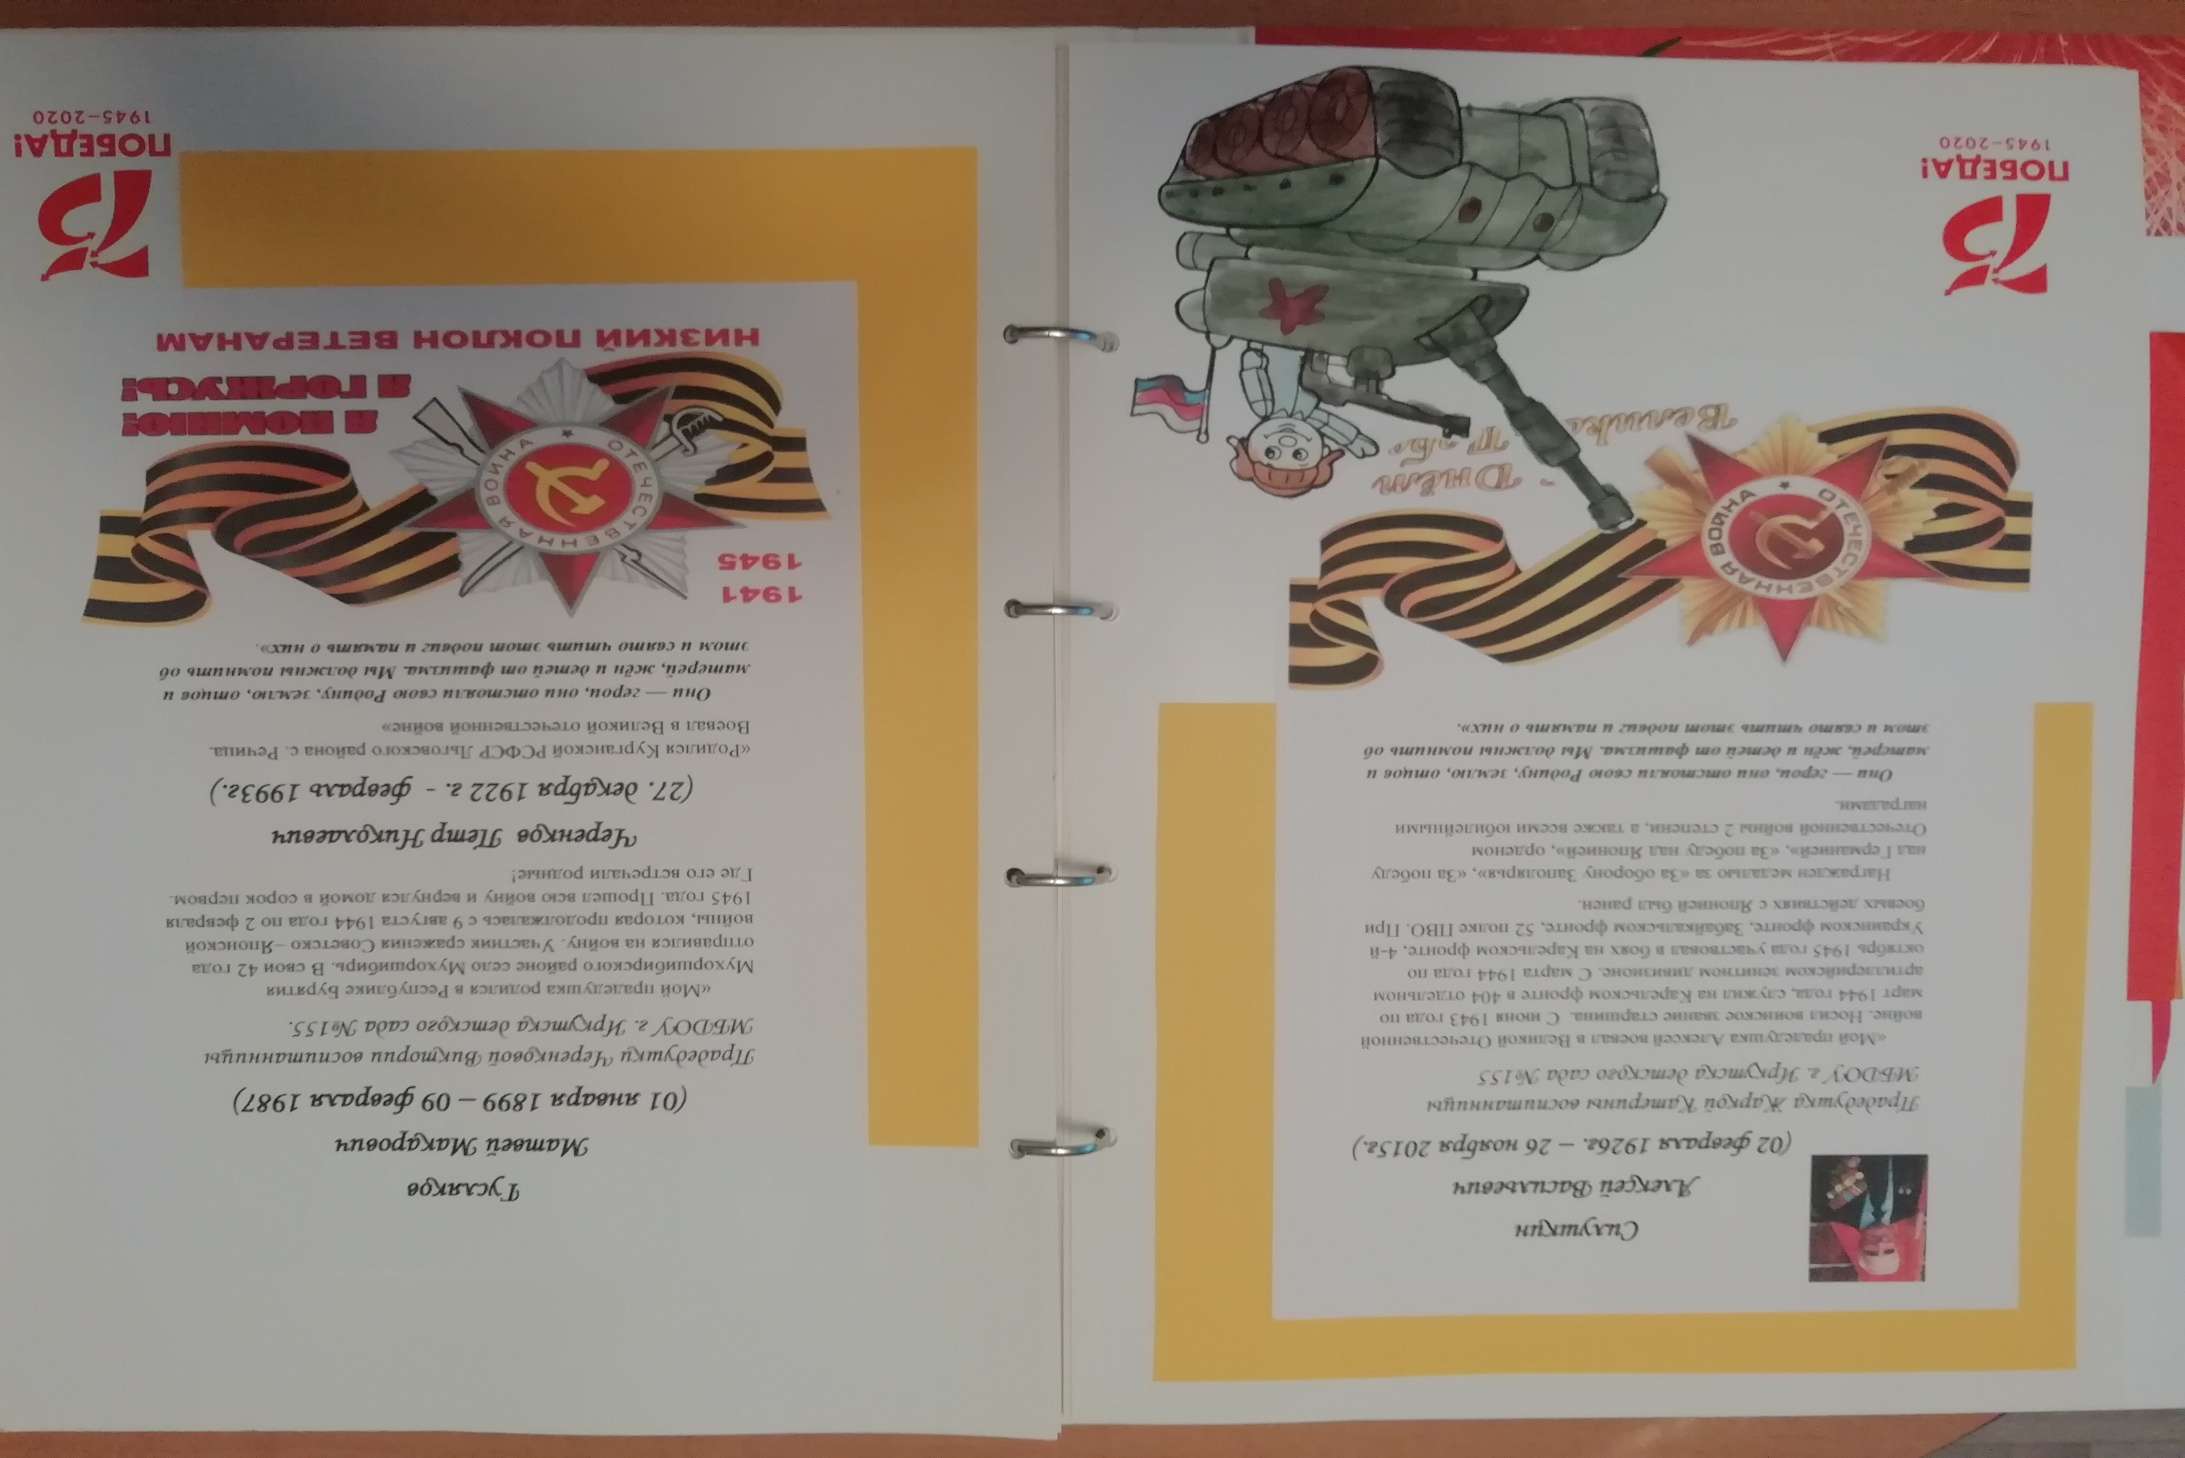 Силушкин
Алексей Васильевич
(02 февраля 1926г. – 26 ноября 2015г.)
Прадедушка Жаркой Катерины воспитанницы
МБДОУ г. Иркутска детского сада №155
«Мой прадедушка Алексей воевал в Великой Отечественной
войне. Носил воинское звание старшина. С июня 1943 года по
март 1944 года, служил на Карельском фронте в 404 отдельном
артиллерийском зенитном дивизионе. С марта 1944 года по
октябрь 1945 года участвовал в боях на Карельском фронте, 4-й
Украинском фронте, Забайкальском фронте, 52 полке ПВО. При
боевых действиях с Японией был ранен.
Награжден медалью за «За оборону Заполярья», «За победу
над Германией», «За победу над Японией», орденом
Отечественной войны 2 степени, а также всеми юбилейными
наградами.
Они — герои, они отстояли свою Родину, землю, отцов и
матерей, жён и детей от фашизма. Мы должны помнить об
этом и свято чтить этот подвиг и память о них».
ОТЕЧЕСТВЕННАЯ ВОЙНА
Днём
Велико
75
ПОБЕДА!
1945–2020
Гусляков
Матвей Макарович
(01 января 1899 – 09 февраля 1987)
Прадедушки Черенковой Виктории воспитанницы
МБДОУ г. Иркутска детского сада №155.
«Мой прадедушка родился в Республике Бурятия
Мухоршибирского районе село Мухоршибирь. В свои 42 года
отправился на войну. Участник сражения Советско –Японской
войны, которая продолжалась с 9 августа 1944 года по 2 февраля
1945 года. Прошел всю войну и вернулся домой в сорок первом.
Где его встречали родные!
Черенков Петр Николаевич
(27. декабря 1922 г. - февраль 1993г.)
«Родился Курганской РСФСР Льговского района с. Речица.
Воевал в Великой отечественной войне»
Они — герои, они отстояли свою Родину, землю, отцов и
матерей, жён и детей от фашизма. Мы должны помнить об
этом и свято чтить этот подвиг и память о них».
1941
1945
ОТЕЧЕСТВЕННАЯ ВОЙНА
Я ПОМНЮ!
Я ГОРЖУСЬ!
НИЗКИЙ ПОКЛОН ВЕТЕРАНАМ
75
ПОБЕДА!
1945–2020